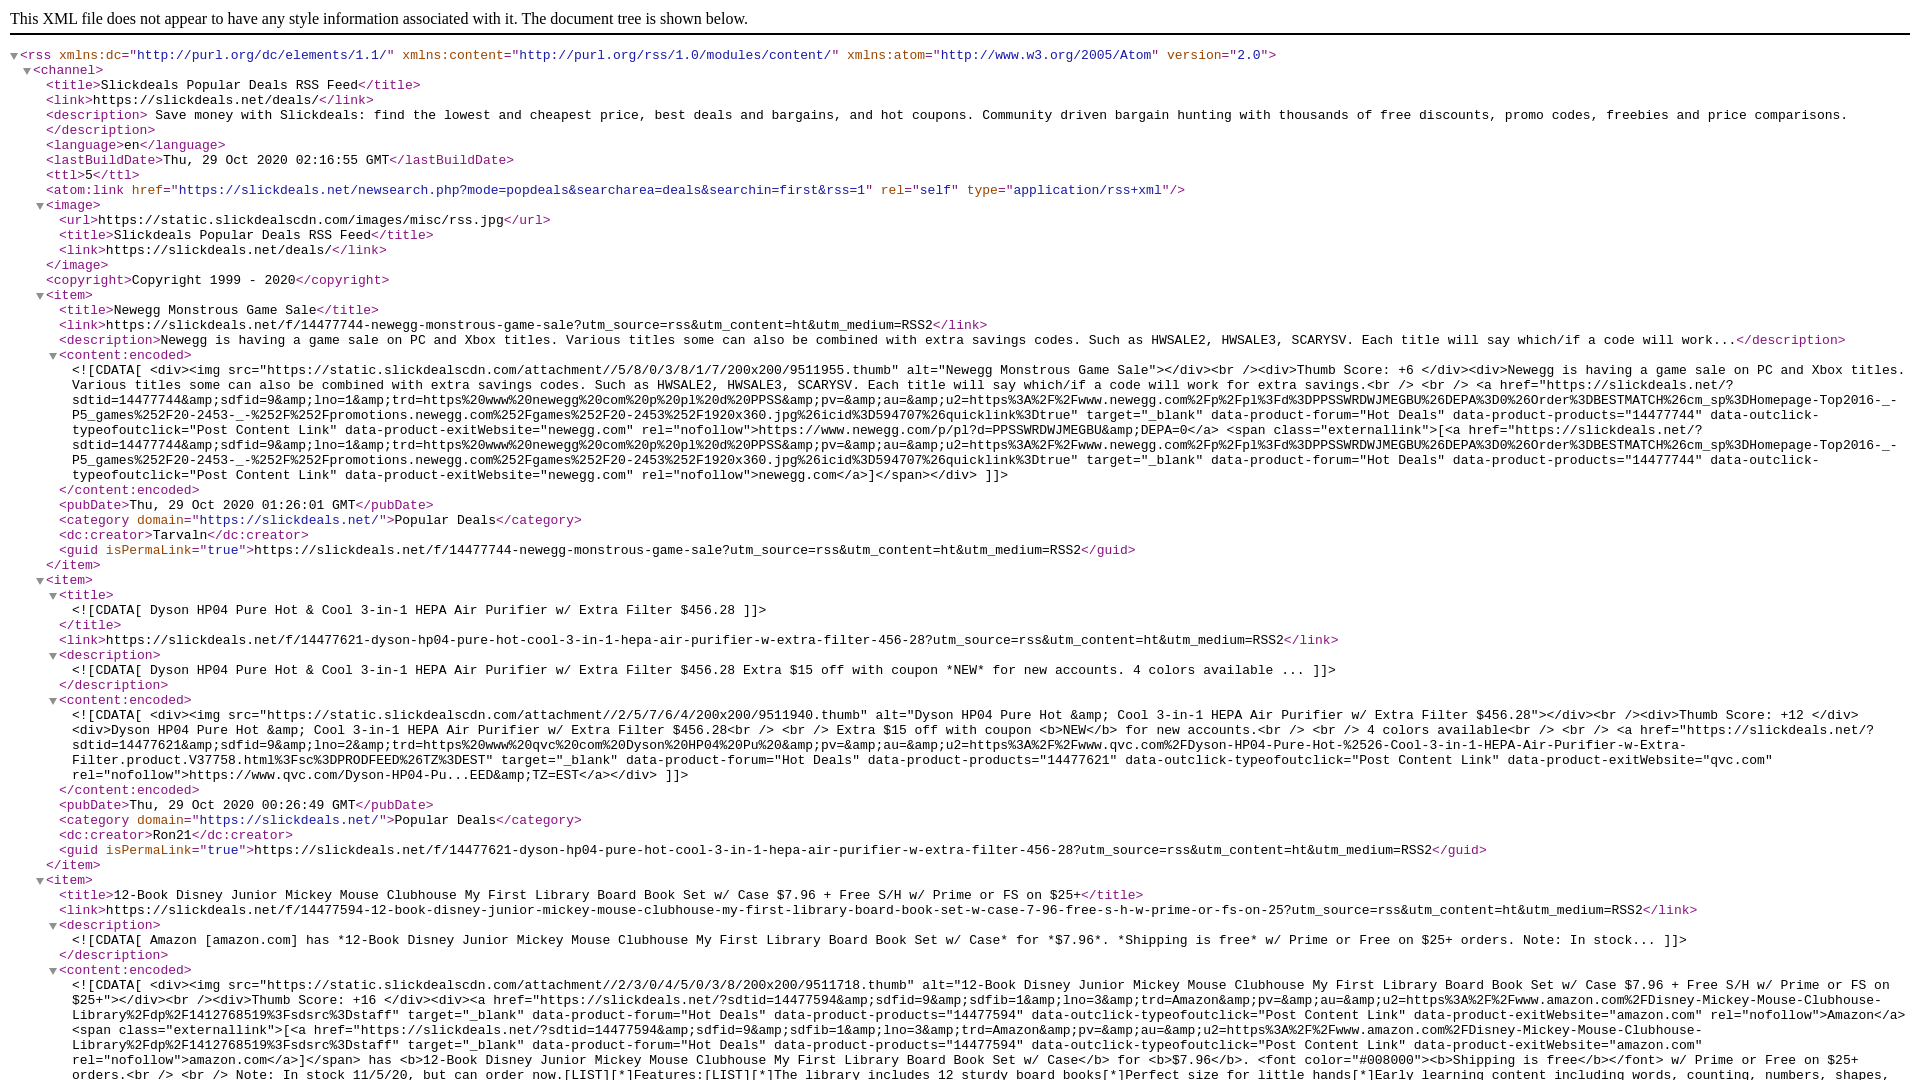 This XML file does not appear to have any style information associated with it. The document tree is shown below.
<rss xmlns:dc="http://purl.org/dc/elements/1.1/" xmlns:content="http://purl.org/rss/1.0/modules/content/" xmlns:atom="http://www.w3.org/2005/Atom" version="2.0">
<channel>
<title>Slickdeals Popular Deals RSS Feed</title>
<link>https://slickdeals.net/deals/</link>
<description> Save money with Slickdeals: find the lowest and cheapest price, best deals and bargains, and hot coupons. Community driven bargain hunting with thousands of free discounts, promo codes, freebies and price comparisons.
</description>
<language>en</language>
<lastBuildDate>Thu, 29 Oct 2020 02:16:55 GMT</lastBuildDate>
<ttl>5</ttl>
<atom:link href="https://slickdeals.net/newsearch.php?mode=popdeals&searcharea=deals&searchin=first&rss=1" rel="self" type="application/rss+xml"/>
<image>
<url>https://static.slickdealscdn.com/images/misc/rss.jpg</url>
<title>Slickdeals Popular Deals RSS Feed</title>
<link>https://slickdeals.net/deals/</link>
</image>
<copyright>Copyright 1999 - 2020</copyright>
<item>
<title>Newegg Monstrous Game Sale</title>
<link>https://slickdeals.net/f/14477744-newegg-monstrous-game-sale?utm_source=rss&utm_content=ht&utm_medium=RSS2</link>
<description>Newegg is having a game sale on PC and Xbox titles. Various titles some can also be combined with extra savings codes. Such as HWSALE2, HWSALE3, SCARYSV. Each title will say which/if a code will work...</description>
<content:encoded>
<![CDATA[ <div><img src="https://static.slickdealscdn.com/attachment//5/8/0/3/8/1/7/200x200/9511955.thumb" alt="Newegg Monstrous Game Sale"></div><br /><div>Thumb Score: +6 </div><div>Newegg is having a game sale on PC and Xbox titles.
Various titles some can also be combined with extra savings codes. Such as HWSALE2, HWSALE3, SCARYSV. Each title will say which/if a code will work for extra savings.<br /> <br /> <a href="https://slickdeals.net/?
sdtid=14477744&amp;sdfid=9&amp;lno=1&amp;trd=https%20www%20newegg%20com%20p%20pl%20d%20PPSS&amp;pv=&amp;au=&amp;u2=https%3A%2F%2Fwww.newegg.com%2Fp%2Fpl%3Fd%3DPPSSWRDWJMEGBU%26DEPA%3D0%26Order%3DBESTMATCH%26cm_sp%3DHomepage-Top2016-_-
P5_games%252F20-2453-_-%252F%252Fpromotions.newegg.com%252Fgames%252F20-2453%252F1920x360.jpg%26icid%3D594707%26quicklink%3Dtrue" target="_blank" data-product-forum="Hot Deals" data-product-products="14477744" data-outclick-
typeofoutclick="Post Content Link" data-product-exitWebsite="newegg.com" rel="nofollow">https://www.newegg.com/p/pl?d=PPSSWRDWJMEGBU&amp;DEPA=0</a> <span class="externallink">[<a href="https://slickdeals.net/?
sdtid=14477744&amp;sdfid=9&amp;lno=1&amp;trd=https%20www%20newegg%20com%20p%20pl%20d%20PPSS&amp;pv=&amp;au=&amp;u2=https%3A%2F%2Fwww.newegg.com%2Fp%2Fpl%3Fd%3DPPSSWRDWJMEGBU%26DEPA%3D0%26Order%3DBESTMATCH%26cm_sp%3DHomepage-Top2016-_-
P5_games%252F20-2453-_-%252F%252Fpromotions.newegg.com%252Fgames%252F20-2453%252F1920x360.jpg%26icid%3D594707%26quicklink%3Dtrue" target="_blank" data-product-forum="Hot Deals" data-product-products="14477744" data-outclick-
typeofoutclick="Post Content Link" data-product-exitWebsite="newegg.com" rel="nofollow">newegg.com</a>]</span></div> ]]>
</content:encoded>
<pubDate>Thu, 29 Oct 2020 01:26:01 GMT</pubDate>
<category domain="https://slickdeals.net/">Popular Deals</category>
<dc:creator>Tarvaln</dc:creator>
<guid isPermaLink="true">https://slickdeals.net/f/14477744-newegg-monstrous-game-sale?utm_source=rss&utm_content=ht&utm_medium=RSS2</guid>
</item>
<item>
<title>
<![CDATA[ Dyson HP04 Pure Hot & Cool 3-in-1 HEPA Air Purifier w/ Extra Filter $456.28 ]]>
</title>
<link>https://slickdeals.net/f/14477621-dyson-hp04-pure-hot-cool-3-in-1-hepa-air-purifier-w-extra-filter-456-28?utm_source=rss&utm_content=ht&utm_medium=RSS2</link>
<description>
<![CDATA[ Dyson HP04 Pure Hot & Cool 3-in-1 HEPA Air Purifier w/ Extra Filter $456.28 Extra $15 off with coupon *NEW* for new accounts. 4 colors available ... ]]>
</description>
<content:encoded>
<![CDATA[ <div><img src="https://static.slickdealscdn.com/attachment//2/5/7/6/4/200x200/9511940.thumb" alt="Dyson HP04 Pure Hot &amp; Cool 3-in-1 HEPA Air Purifier w/ Extra Filter $456.28"></div><br /><div>Thumb Score: +12 </div>
<div>Dyson HP04 Pure Hot &amp; Cool 3-in-1 HEPA Air Purifier w/ Extra Filter $456.28<br /> <br /> Extra $15 off with coupon <b>NEW</b> for new accounts.<br /> <br /> 4 colors available<br /> <br /> <a href="https://slickdeals.net/?
sdtid=14477621&amp;sdfid=9&amp;lno=2&amp;trd=https%20www%20qvc%20com%20Dyson%20HP04%20Pu%20&amp;pv=&amp;au=&amp;u2=https%3A%2F%2Fwww.qvc.com%2FDyson-HP04-Pure-Hot-%2526-Cool-3-in-1-HEPA-Air-Purifier-w-Extra-
Filter.product.V37758.html%3Fsc%3DPRODFEED%26TZ%3DEST" target="_blank" data-product-forum="Hot Deals" data-product-products="14477621" data-outclick-typeofoutclick="Post Content Link" data-product-exitWebsite="qvc.com"
rel="nofollow">https://www.qvc.com/Dyson-HP04-Pu...EED&amp;TZ=EST</a></div> ]]>
</content:encoded>
<pubDate>Thu, 29 Oct 2020 00:26:49 GMT</pubDate>
<category domain="https://slickdeals.net/">Popular Deals</category>
<dc:creator>Ron21</dc:creator>
<guid isPermaLink="true">https://slickdeals.net/f/14477621-dyson-hp04-pure-hot-cool-3-in-1-hepa-air-purifier-w-extra-filter-456-28?utm_source=rss&utm_content=ht&utm_medium=RSS2</guid>
</item>
<item>
<title>12-Book Disney Junior Mickey Mouse Clubhouse My First Library Board Book Set w/ Case $7.96 + Free S/H w/ Prime or FS on $25+</title>
<link>https://slickdeals.net/f/14477594-12-book-disney-junior-mickey-mouse-clubhouse-my-first-library-board-book-set-w-case-7-96-free-s-h-w-prime-or-fs-on-25?utm_source=rss&utm_content=ht&utm_medium=RSS2</link>
<description>
<![CDATA[ Amazon [amazon.com] has *12-Book Disney Junior Mickey Mouse Clubhouse My First Library Board Book Set w/ Case* for *$7.96*. *Shipping is free* w/ Prime or Free on $25+ orders. Note: In stock... ]]>
</description>
<content:encoded>
<![CDATA[ <div><img src="https://static.slickdealscdn.com/attachment//2/3/0/4/5/0/3/8/200x200/9511718.thumb" alt="12-Book Disney Junior Mickey Mouse Clubhouse My First Library Board Book Set w/ Case $7.96 + Free S/H w/ Prime or FS on
$25+"></div><br /><div>Thumb Score: +16 </div><div><a href="https://slickdeals.net/?sdtid=14477594&amp;sdfid=9&amp;sdfib=1&amp;lno=3&amp;trd=Amazon&amp;pv=&amp;au=&amp;u2=https%3A%2F%2Fwww.amazon.com%2FDisney-Mickey-Mouse-Clubhouse-
Library%2Fdp%2F1412768519%3Fsdsrc%3Dstaff" target="_blank" data-product-forum="Hot Deals" data-product-products="14477594" data-outclick-typeofoutclick="Post Content Link" data-product-exitWebsite="amazon.com" rel="nofollow">Amazon</a>
<span class="externallink">[<a href="https://slickdeals.net/?sdtid=14477594&amp;sdfid=9&amp;sdfib=1&amp;lno=3&amp;trd=Amazon&amp;pv=&amp;au=&amp;u2=https%3A%2F%2Fwww.amazon.com%2FDisney-Mickey-Mouse-Clubhouse-
Library%2Fdp%2F1412768519%3Fsdsrc%3Dstaff" target="_blank" data-product-forum="Hot Deals" data-product-products="14477594" data-outclick-typeofoutclick="Post Content Link" data-product-exitWebsite="amazon.com"
rel="nofollow">amazon.com</a>]</span> has <b>12-Book Disney Junior Mickey Mouse Clubhouse My First Library Board Book Set w/ Case</b> for <b>$7.96</b>. <font color="#008000"><b>Shipping is free</b></font> w/ Prime or Free on $25+
orders.<br /> <br /> Note: In stock 11/5/20, but can order now.[LIST][*]Features:[LIST][*]The library includes 12 sturdy board books[*]Perfect size for little hands[*]Early learning content including words, counting, numbers, shapes,